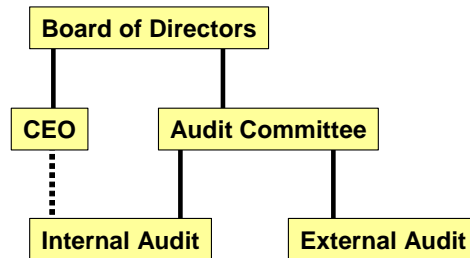 Board of Directors
CEO
Audit Committee
Internal Audit
External Audit